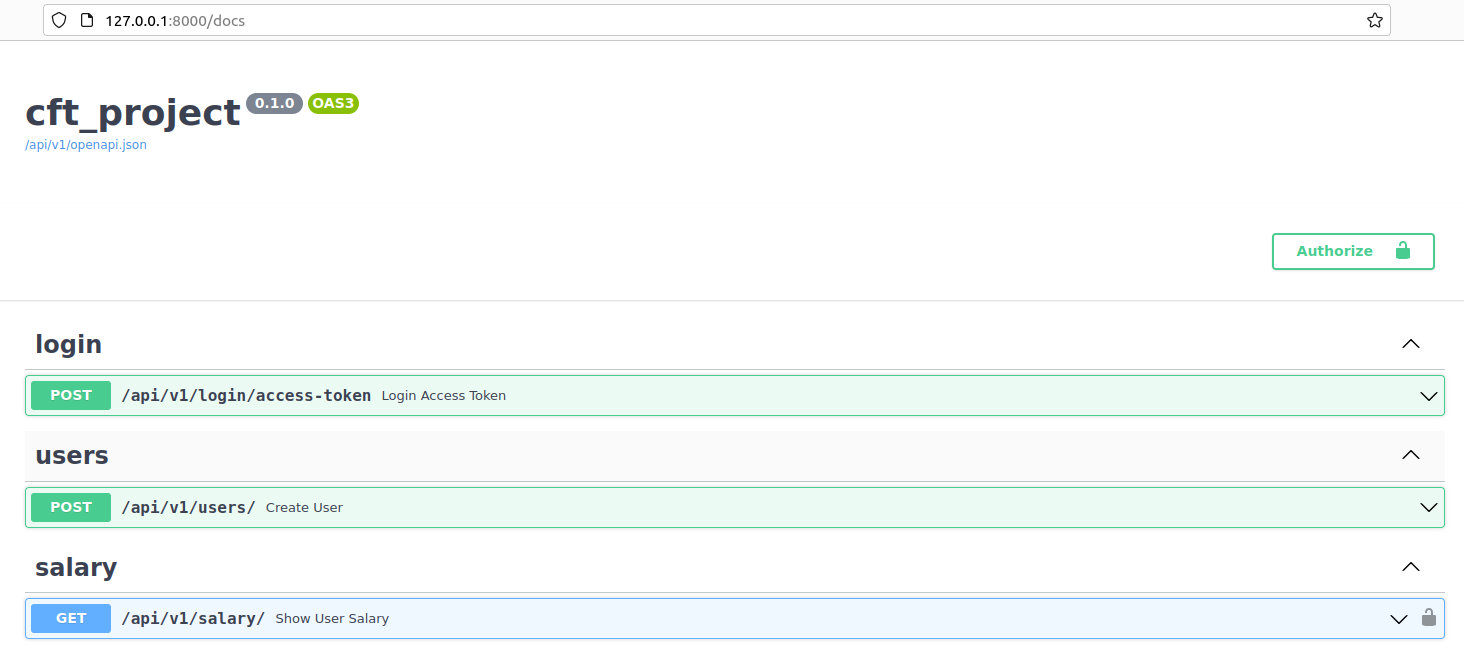 127.0.0.1:8000/docs
cft_project 0.1.0 OAS3
/api/v1/openapi.json
Authorize
login
POST /api/v1/login/access-token Login Access Token
users
POST /api/v1/users/ Create User
salary
GET /api/v1/salary/ Show User Salary